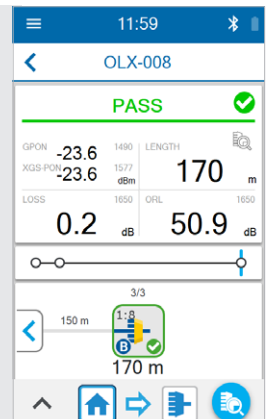 11:59
OLX-008
PASS
GPON -23.6 1490
XGS-PON -23.6 1577 dBm
LENGTH
170 m
LOSS 1650
0.2 dB
ORL 1650
50.9 dB
3/3
150 m
1:8
B
170 m